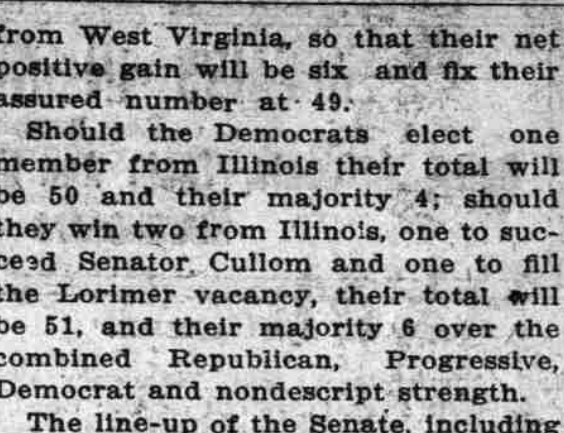 from West Virginia, so that their net
positive gain will be six and fix their
assured number at 49.
Should the Democrats elect one
member from Illinois their total will
be 50 and their majority 4; should
they win two from Illinois, one to suc-
ceed Senator Cullom and one to fill
the Lorimer vacancy, their total will
be 51, and their majority 6 over the
combined Republican, Progressive,
Democrat and nondescript strength.
The line-up of the Senate, including